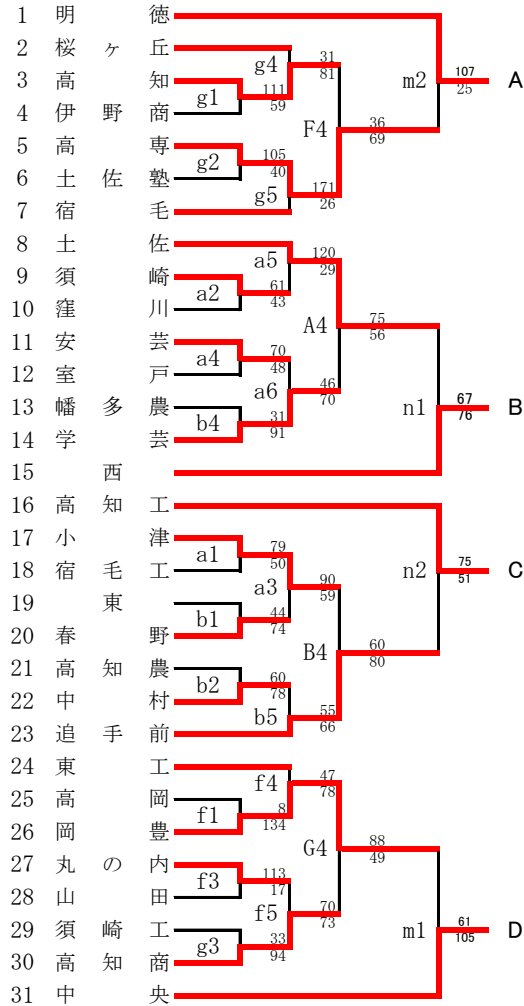 1 明徳
2 桜ヶ丘
g4 31 81
3 高知
m2 107 25 A
g1 111 59
4 伊野商
F4 36 69
5 高専
g2 105 40
6 土佐塾
g5 171 26
7 宿毛
8 土佐
a5 120 29
9 須崎
a2 61 43
10 窪川
A4 75 56
11 安芸
a4 70 48
12 室戸
a6 46 70
13 幡多農
n1 67 76 B
b4 31 91
14 学芸
15 西
16 高知工
17 小津
a1 79 50
n2 75 51 C
18 宿毛工
a3 90 59
19 東
b1 44 74
20 春野
B4 60 80
21 高知農
b2 60 78
22 中村
b5 55 66
23 追手前
24 東工
f4 47 78
25 高岡
f1 8 134
26 岡豊
G4 88 49
27 丸の内
f3 113 17
28 山田
f5 70 73
29 須崎工
m1 61 105 D
g3 33 94
30 高知商
31 中央